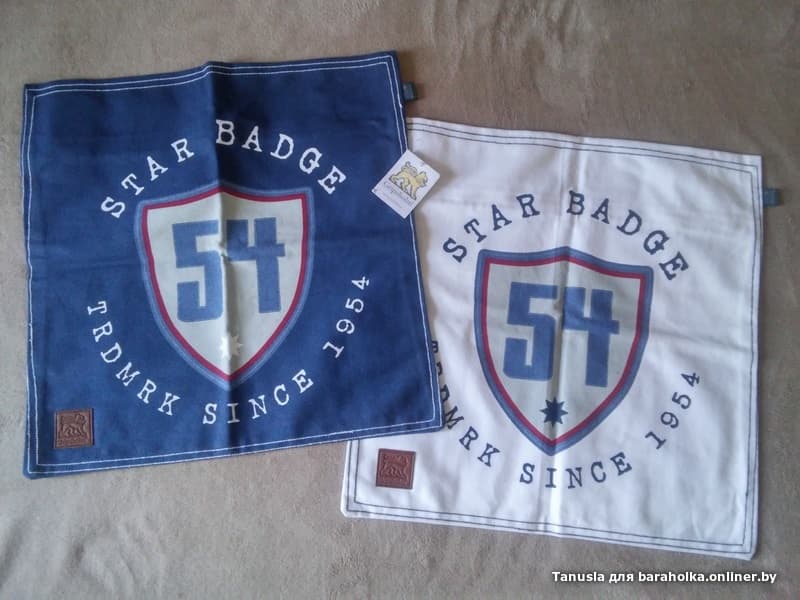 STAR BADGE
54
TRDMRK SINCE 1954
STAR BADGE
54
TRDMRK SINCE 1954
Tanusla для baraholka.onliner.by